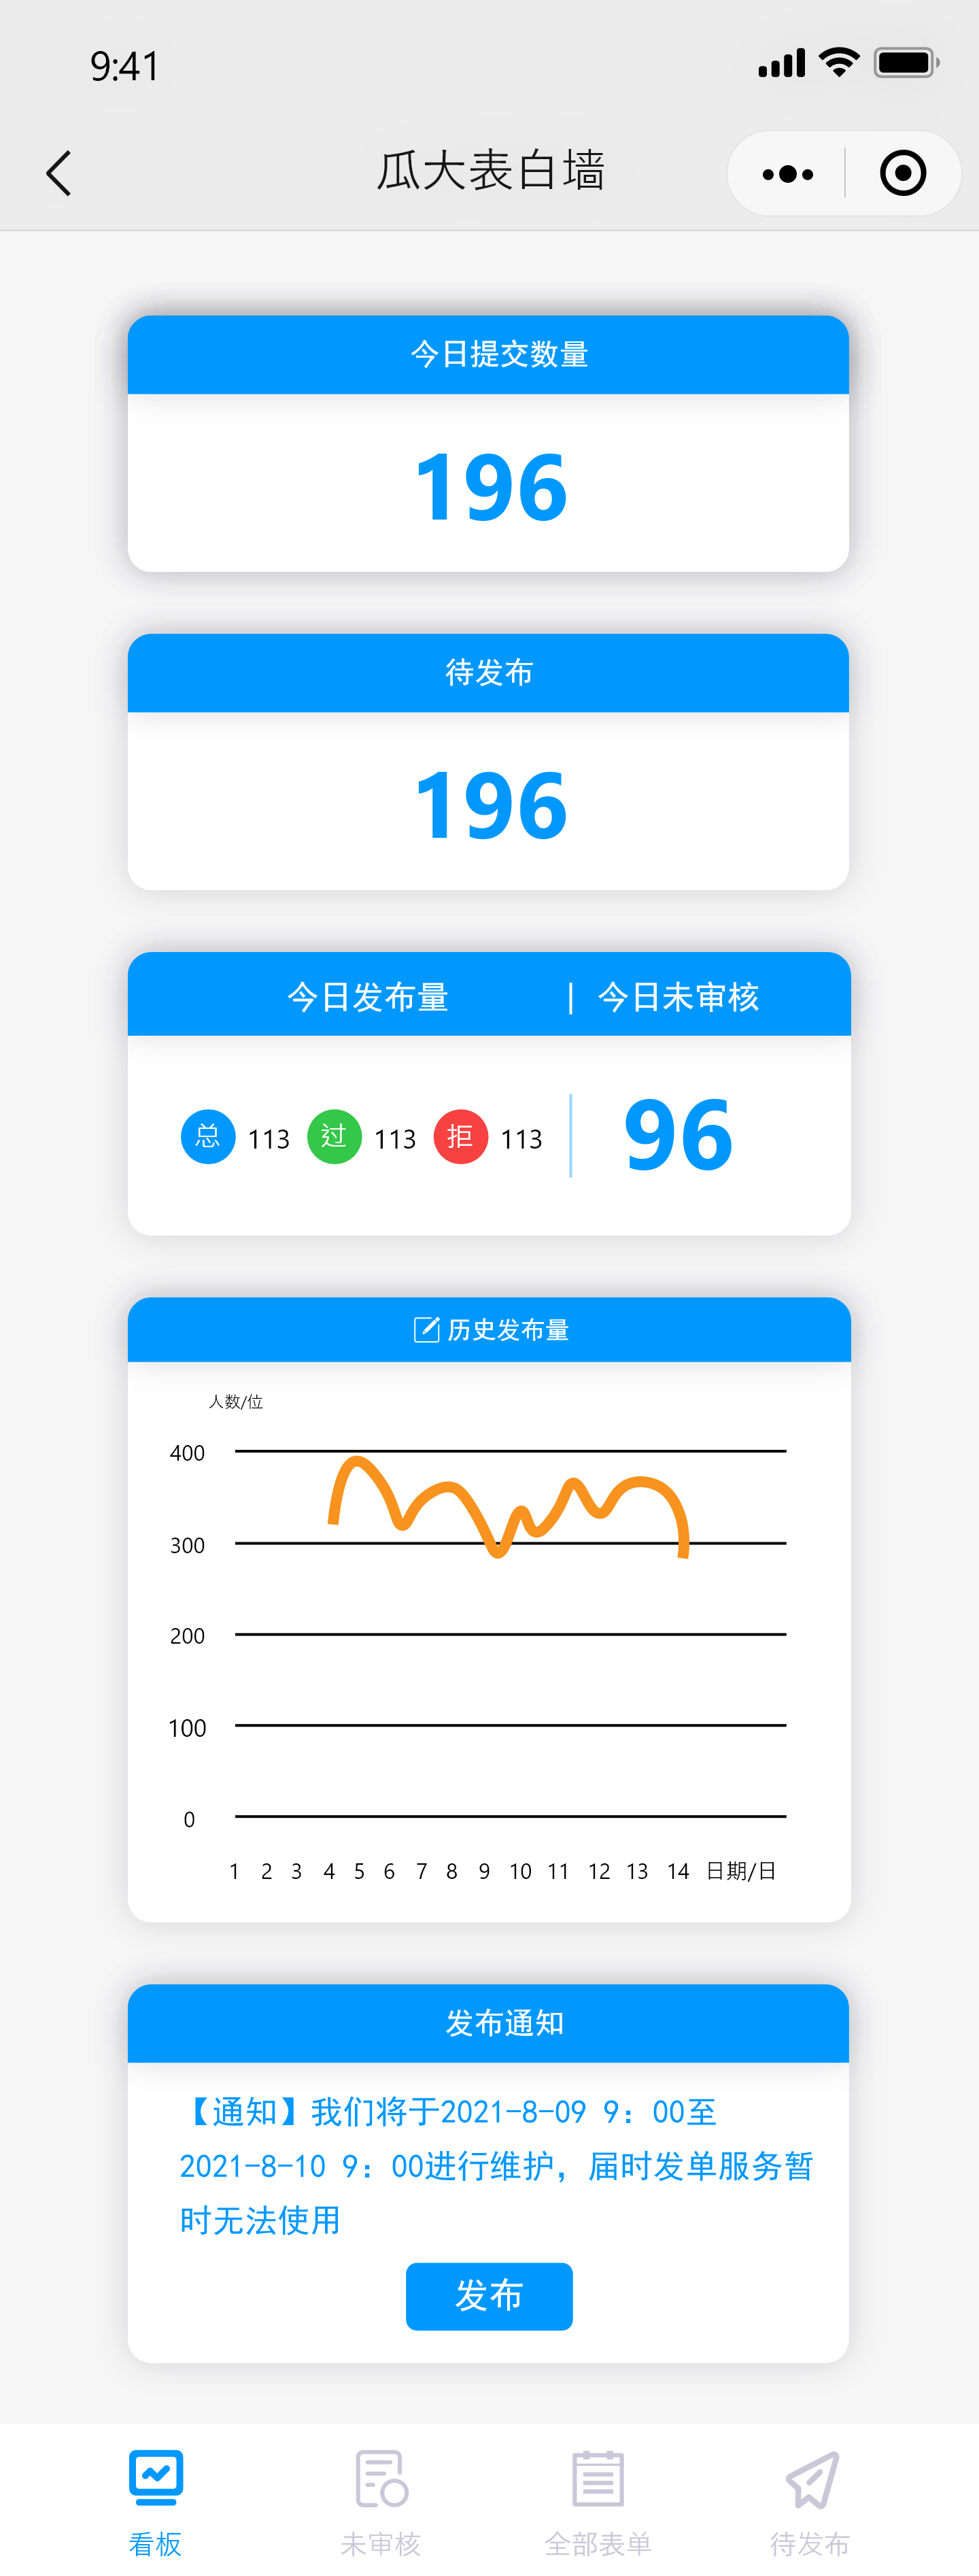 9:41
瓜大表白墙
今日提交数量
196
待发布
196
今日发布量 | 今日未审核
总 113 过 113 拒 113 96
历史发布量
人数/位
400
300
200
100
0
1 2 3 4 5 6 7 8 9 10 11 12 13 14 日期/日
发布通知
【通知】我们将于2021-8-09 9：00至
2021-8-10 9：00进行维护，届时发单服务暂
时无法使用
发布
看板 未审核 全部表单 待发布